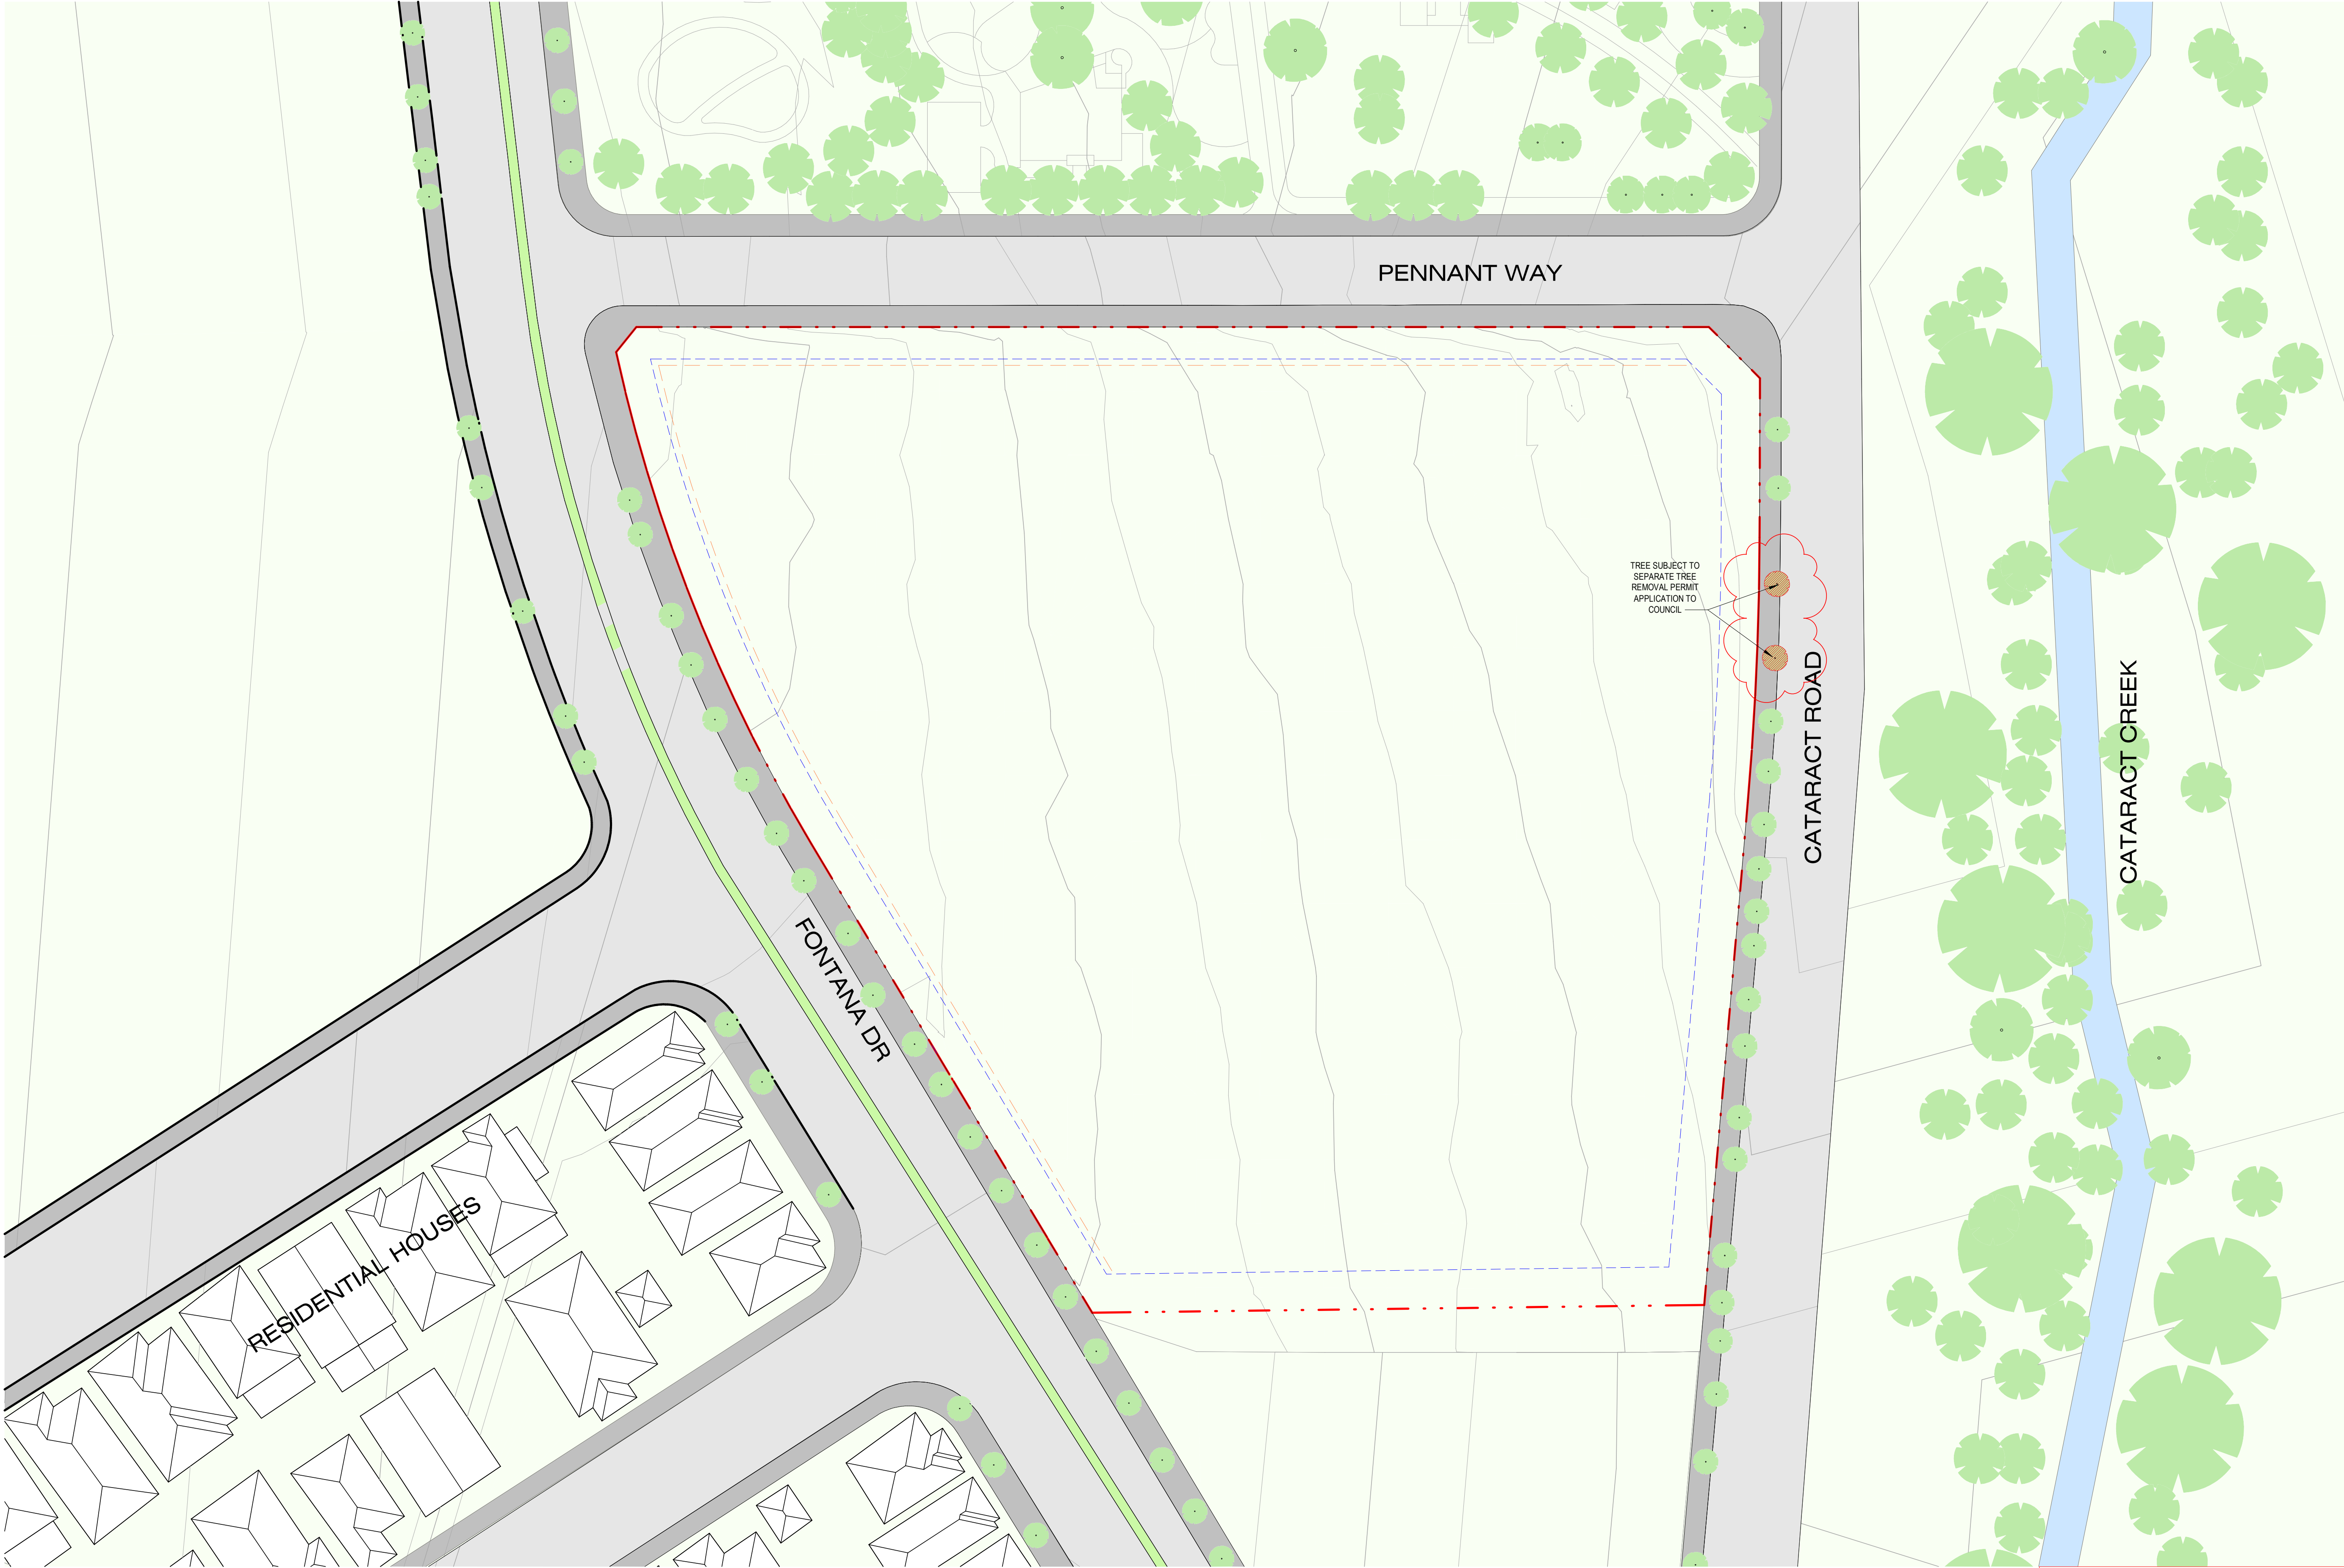 PENNANT WAY
TREE SUBJECT TO
SEPARATE TREE
REMOVAL PERMIT
APPLICATION TO
COUNCIL
CATARACT ROAD
CATARACT CREEK
FONTANA DR
RESIDENTIAL HOUSES